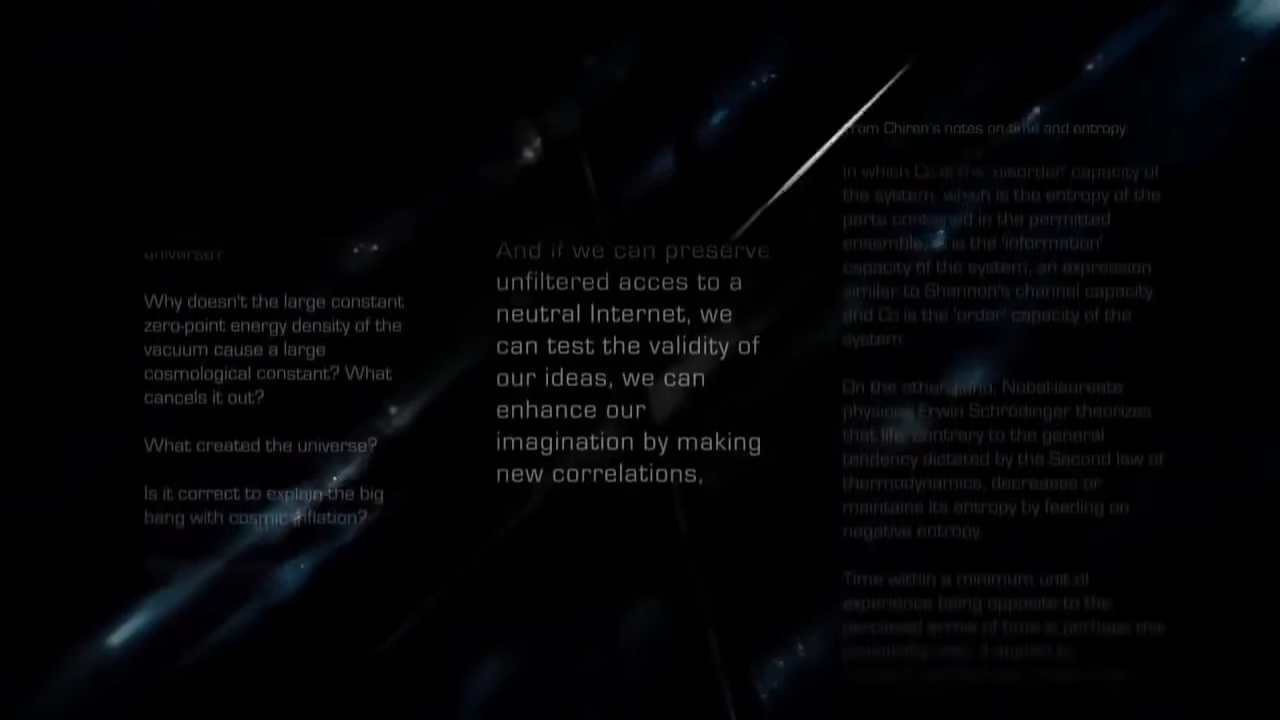 universe?
Why doesn't the large constant
zero-point energy density of the
vacuum cause a large
cosmological constant? What
cancels it out?
What created the universe?
Is it correct to explain the big
bang with cosmic inflation?
And if we can preserve
unfiltered acces to a
neutral Internet, we
can test the validity of
our ideas, we can
enhance our
imagination by making
new correlations,
from Chiren's notes on time and entropy
In which is the 'disorder' capacity of
the system, which is the entropy of the
parts contained in the permitted
ensemble, is the 'information'
capacity of the system, an expression
similar to Shannon's channel capacity
and is the 'order' capacity of the
system.
On the other hand, Nobel-laureate
physicist Erwin Schrodinger theorizes
that life, contrary to the general
tendency dictated by the Second law of
thermodynamics, decreases or
maintains its entropy by feeding on
negative entropy.
Time within a minimum unit of
experience being opposite to the
perceived arrow of time is perhaps